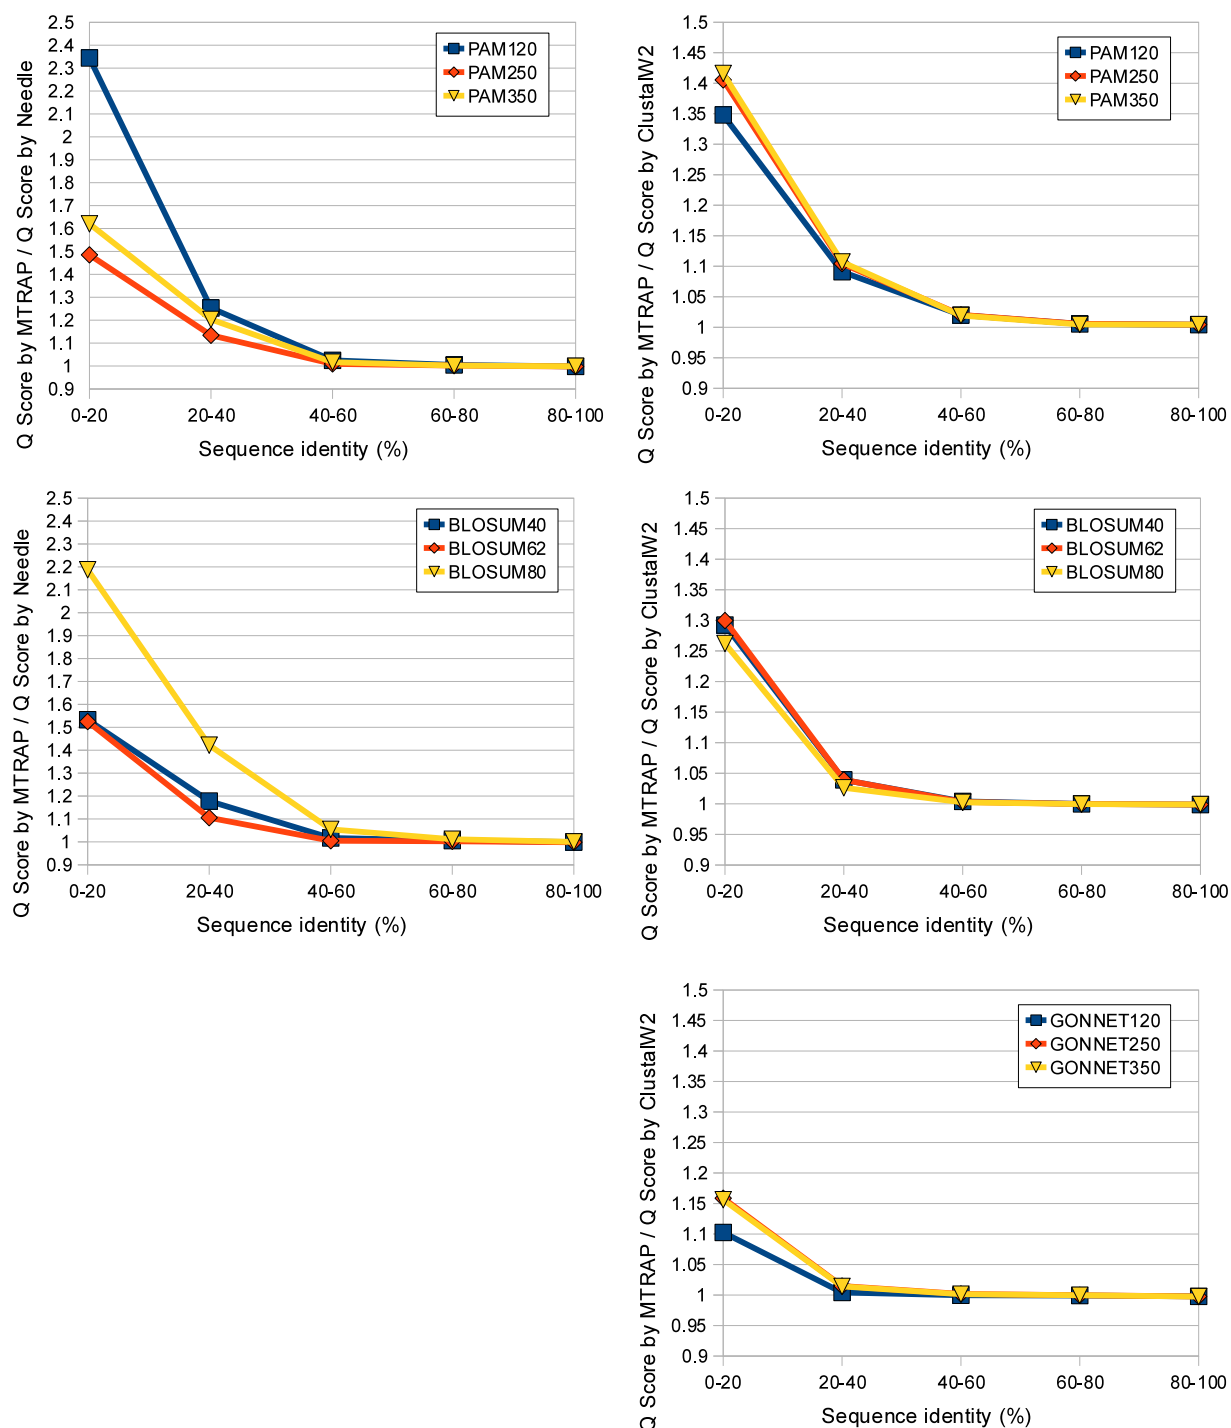 Q Score by MTRAP / Q Score by Needle
2.5
2.4
2.3
2.2
2.1
2
1.9
1.8
1.7
1.6
1.5
1.4
1.3
1.2
1.1
1
0.9
PAM120
PAM250
PAM350
0-20 20-40 40-60 60-80 80-100
Sequence identity (%)
Q Score by MTRAP / Q Score by ClustalW2
1.5
1.45
1.4
1.35
1.3
1.25
1.2
1.15
1.1
1.05
1
0.95
0.9
PAM120
PAM250
PAM350
0-20 20-40 40-60 60-80 80-100
Sequence identity (%)
Q Score by MTRAP / Q Score by Needle
2.5
2.4
2.3
2.2
2.1
2
1.9
1.8
1.7
1.6
1.5
1.4
1.3
1.2
1.1
1
0.9
BLOSUM40
BLOSUM62
BLOSUM80
0-20 20-40 40-60 60-80 80-100
Sequence identity (%)
Q Score by MTRAP / Q Score by ClustalW2
1.5
1.45
1.4
1.35
1.3
1.25
1.2
1.15
1.1
1.05
1
0.95
0.9
BLOSUM40
BLOSUM62
BLOSUM80
0-20 20-40 40-60 60-80 80-100
Sequence identity (%)
Q Score by MTRAP / Q Score by ClustalW2
1.5
1.45
1.4
1.35
1.3
1.25
1.2
1.15
1.1
1.05
1
0.95
0.9
GONNET120
GONNET250
GONNET350
0-20 20-40 40-60 60-80 80-100
Sequence identity (%)